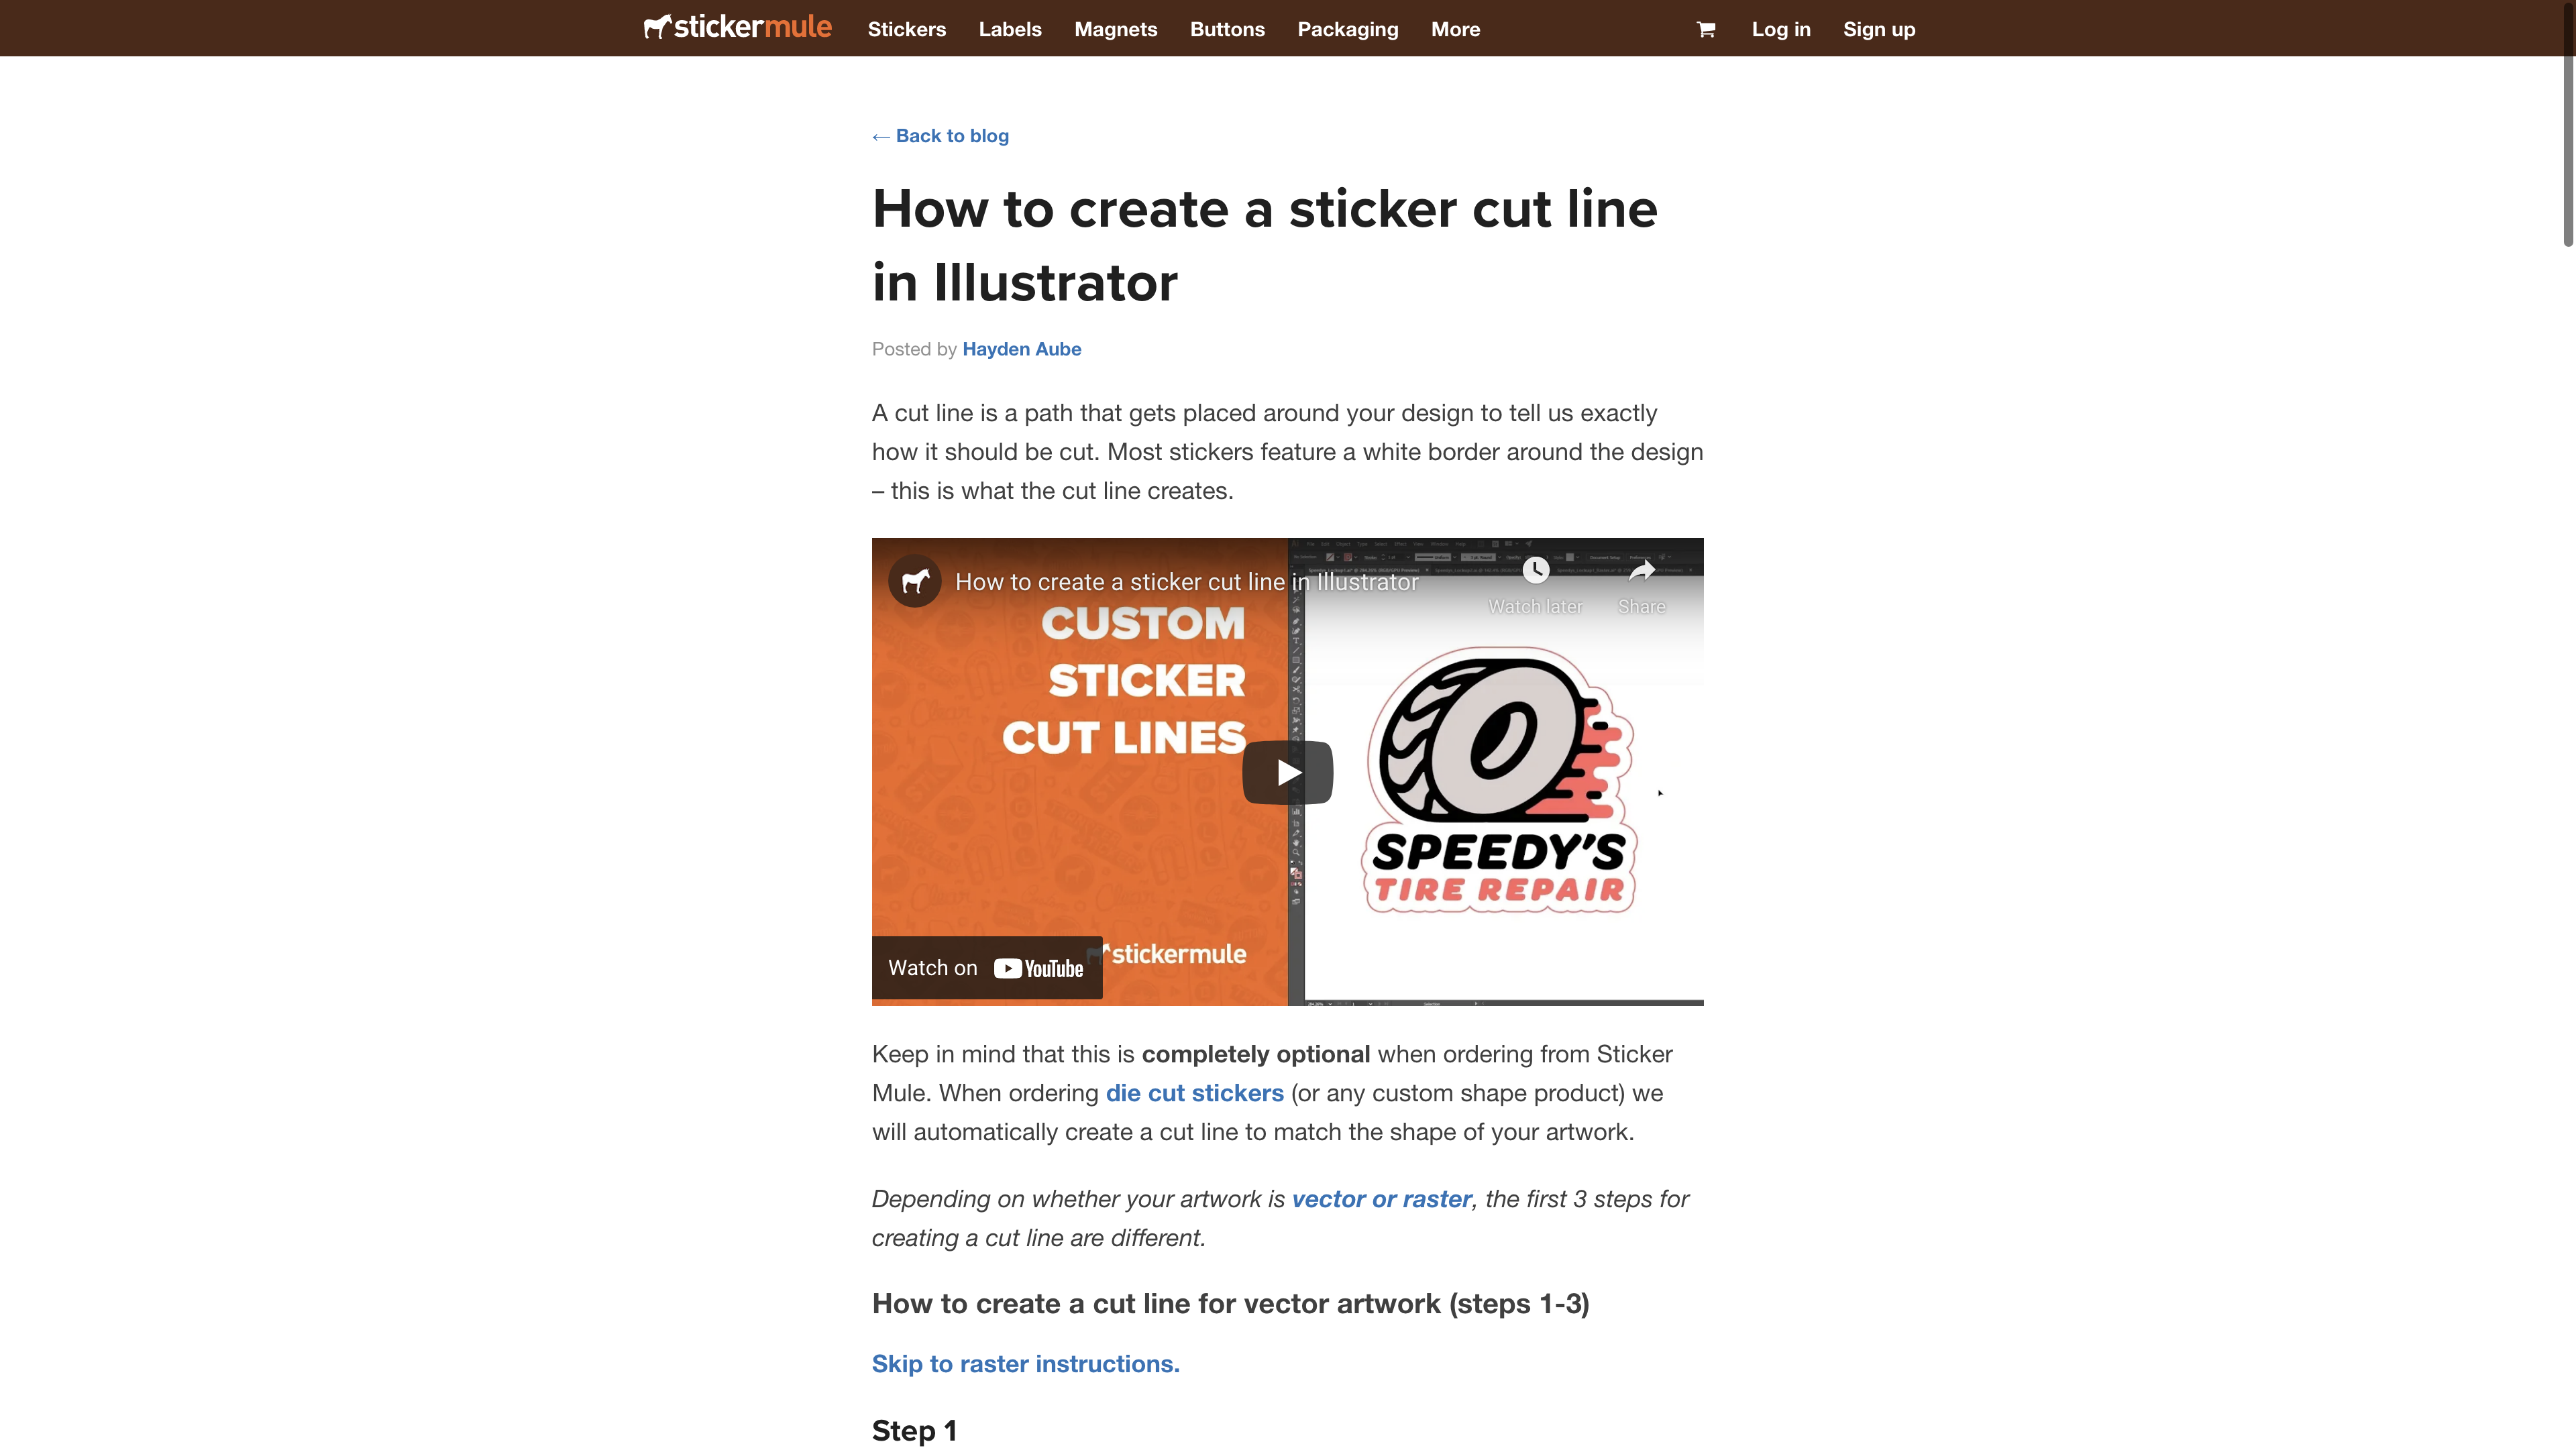 stickermule Stickers Labels Magnets Buttons Packaging More Log in Sign up
← Back to blog
How to create a sticker cut line
in Illustrator
Posted by Hayden Aube
A cut line is a path that gets placed around your design to tell us exactly
how it should be cut. Most stickers feature a white border around the design
– this is what the cut line creates.
How to create a sticker cut line in Illustrator
Watch later Share
CUSTOM
STICKER
CUT LINES
SPEEDY'S
TIRE REPAIR
stickermule
Watch on YouTube
Keep in mind that this is completely optional when ordering from Sticker
Mule. When ordering die cut stickers (or any custom shape product) we
will automatically create a cut line to match the shape of your artwork.
Depending on whether your artwork is vector or raster, the first 3 steps for
creating a cut line are different.
How to create a cut line for vector artwork (steps 1-3)
Skip to raster instructions.
Step 1